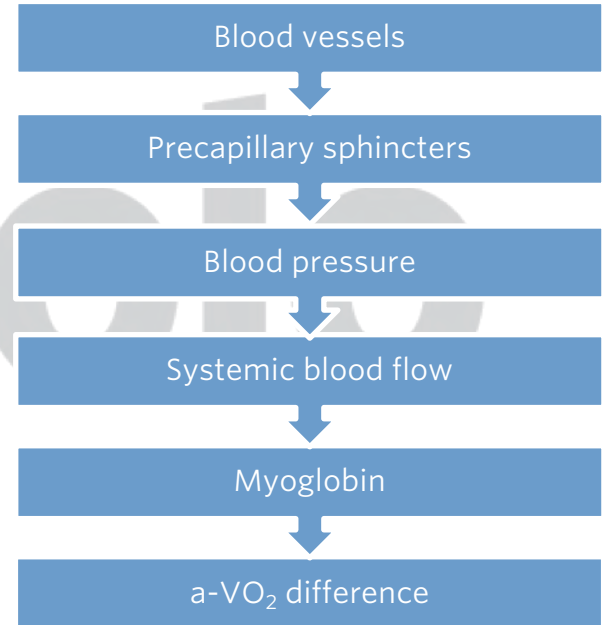 Blood vessels
Precapillary sphincters
Blood pressure
Systemic blood flow
Myoglobin
a-VO₂ difference